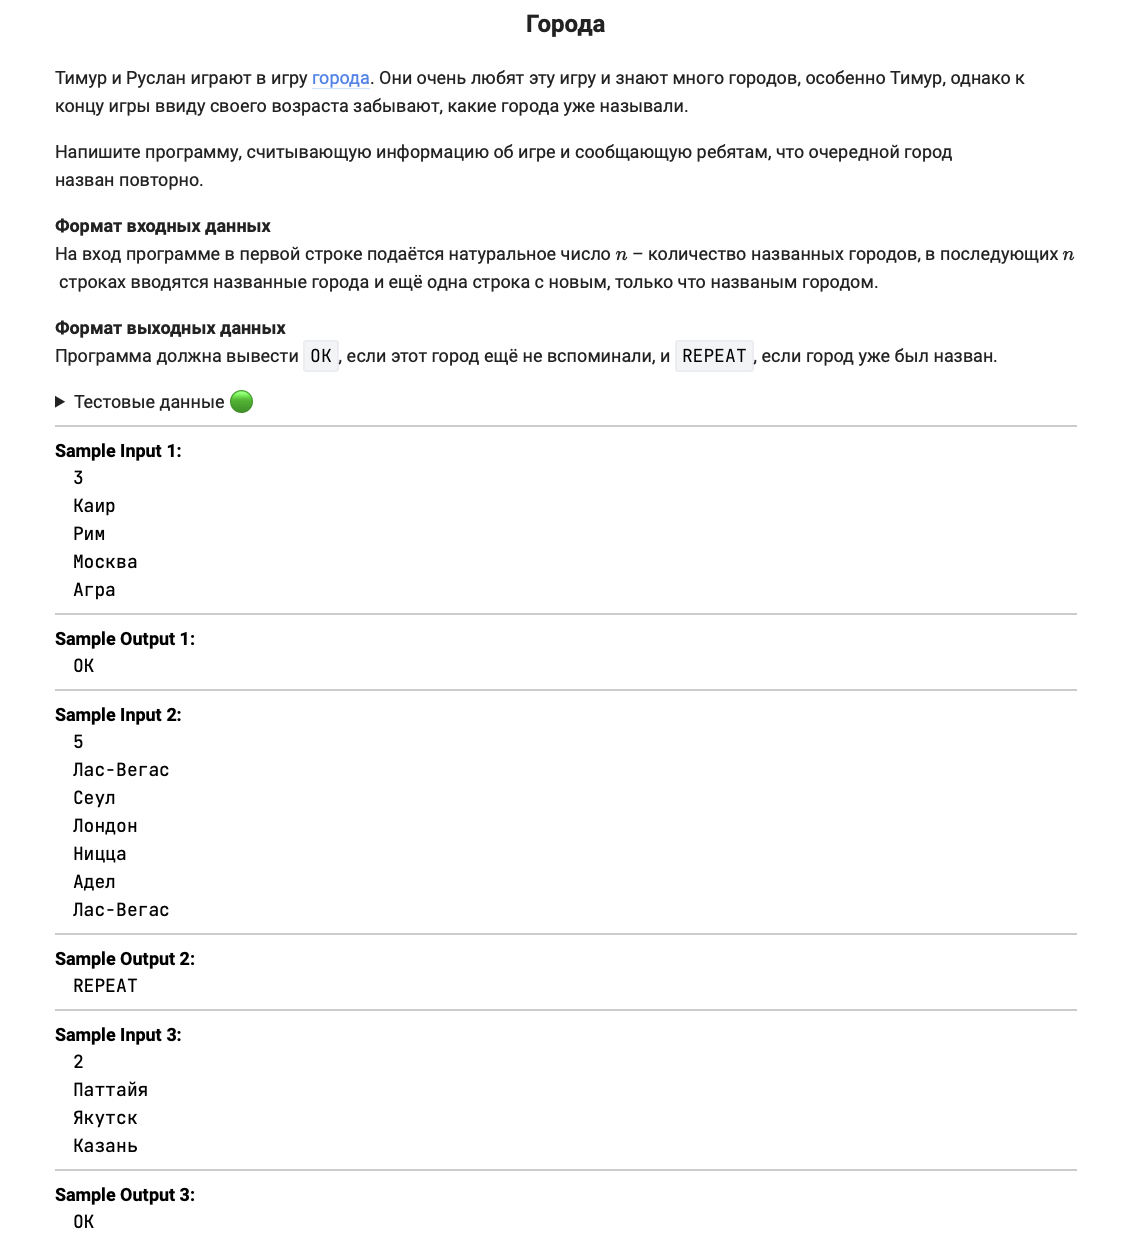 Города
Тимур и Руслан играют в игру города. Они очень любят эту игру и знают много городов, особенно Тимур, однако к
концу игры ввиду своего возраста забывают, какие города уже называли.
Напишите программу, считывающую информацию об игре и сообщающую ребятам, что очередной город
назван повторно.
Формат входных данных
На вход программе в первой строке подаётся натуральное число n – количество названных городов, в последующих n
строках вводятся названные города и ещё одна строка с новым, только что названым городом.
Формат выходных данных
Программа должна вывести OK, если этот город ещё не вспоминали, и REPEAT, если город уже был назван.
Тестовые данные
Sample Input 1:
3
Каир
Рим
Москва
Агра
Sample Output 1:
OK
Sample Input 2:
5
Лас-Вегас
Сеул
Лондон
Ницца
Адел
Лас-Вегас
Sample Output 2:
REPEAT
Sample Input 3:
2
Паттайя
Якутск
Казань
Sample Output 3:
OK